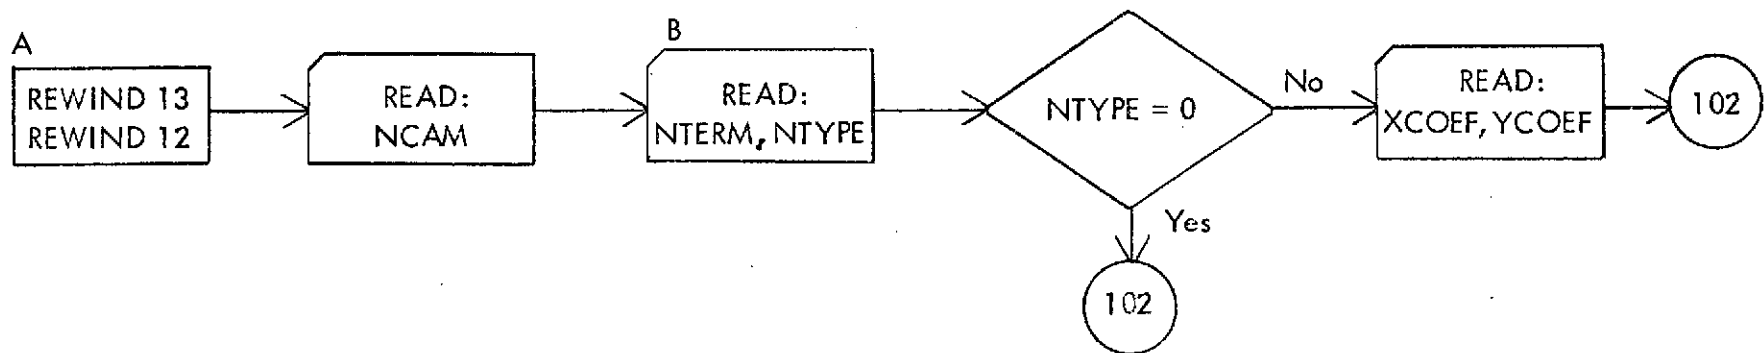 A
REWIND 13
REWIND 12
READ:
NCAM
B
READ:
NTERM, NTYPE
NTYPE = 0
No
READ:
XCOEF, YCOEF
102
Yes
102